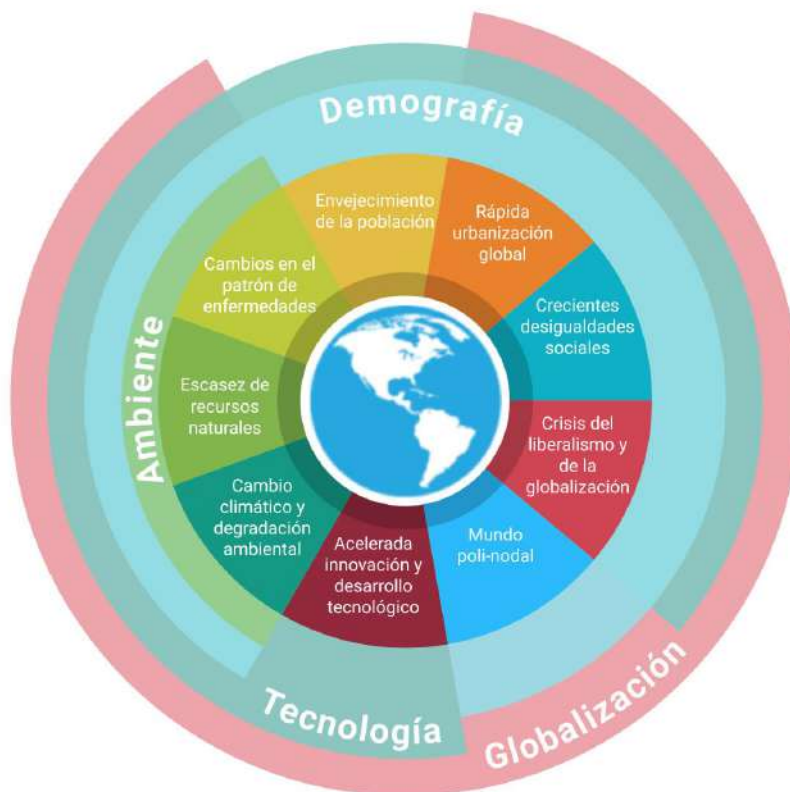 Demografía
Envejecimiento
de la población
Rápida
urbanización
global
Crecientes
desigualdades
sociales
Crisis del
liberalismo y
de la
globalización
Mundo
poli-nodal
Acelerada
innovación y
desarrollo
tecnológico
Cambio
climático y
degradación
ambiental
Escasez de
recursos
naturales
Cambios en el
patrón de
enfermedades
Ambiente
Tecnología
Globalización